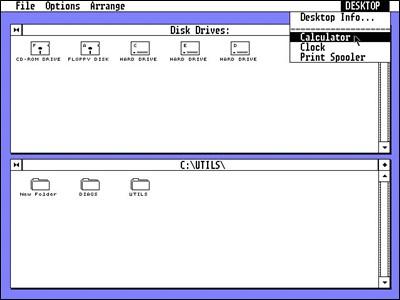 File Options Arrange DESKTOP
Desktop Info...
Calculator
Clock
Print Spooler
Disk Drives:
F A C E D
CD-ROM DRIVE FLOPPY DISK HARD DRIVE HARD DRIVE HARD DRIVE
C:\UTILS\
New Folder DIAGS UTILS